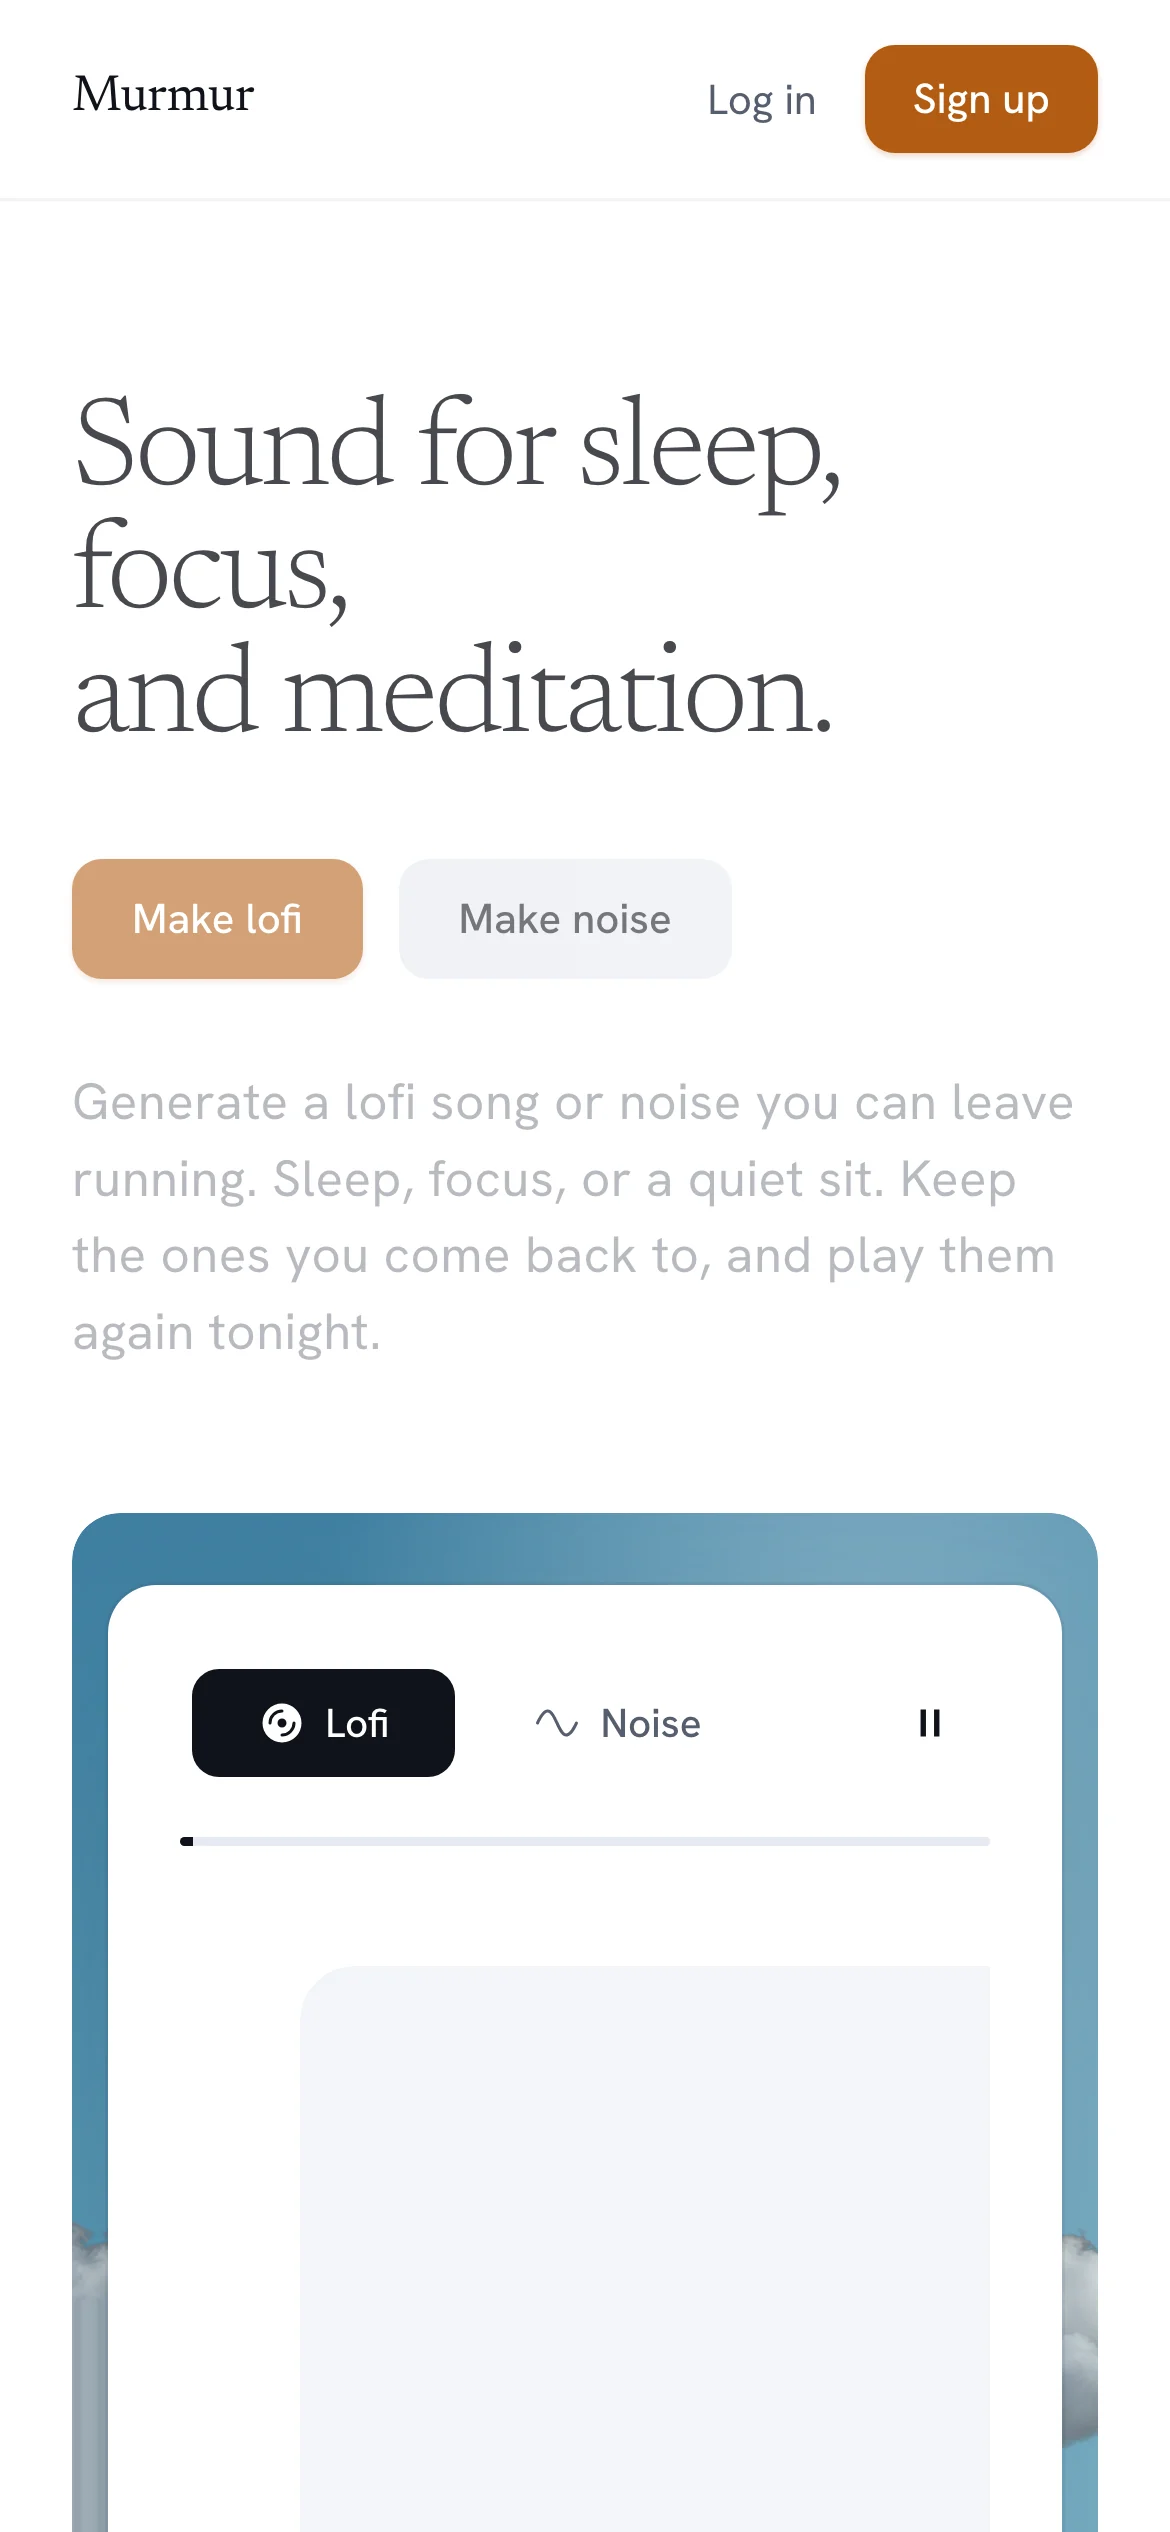 Murmur
Log in
Sign up
Sound for sleep,
focus,
and meditation.
Make lofi
Make noise
Generate a lofi song or noise you can leave
running. Sleep, focus, or a quiet sit. Keep
the ones you come back to, and play them
again tonight.
Lofi
Noise